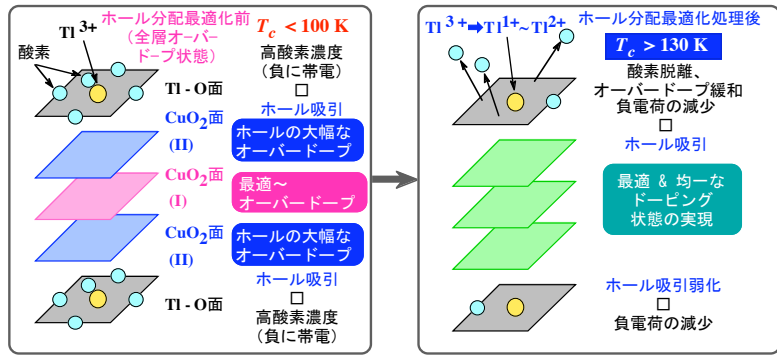 ホール分配最適化前
(全層オーバー
ドープ状態)
Tc < 100 K
Tl 3+
酸素
高酸素濃度
(負に帯電)
□
Tl - O面
ホール吸引
CuO2面
(II)
ホールの大幅な
オーバードープ
CuO2面
(I)
最適～
オーバードープ
CuO2面
(II)
ホールの大幅な
オーバードープ
ホール吸引
□
Tl - O面
高酸素濃度
(負に帯電)
Tl 3+➡Tl1+~Tl2+
ホール分配最適化処理後
Tc > 130 K
酸素脱離、
オーバードープ緩和
負電荷の減少
□
ホール吸引
最適 & 均一な
ドーピング
状態の実現
ホール吸引弱化
□
負電荷の減少